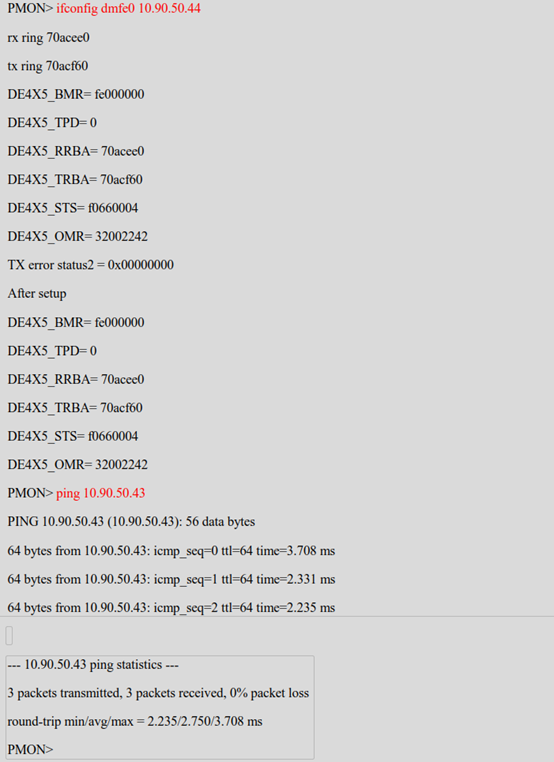 PMON> ifconfig dmfe0 10.90.50.44
rx ring 70acee0
tx ring 70acf60
DE4X5_BMR= fe000000
DE4X5_TPD= 0
DE4X5_RRBA= 70acee0
DE4X5_TRBA= 70acf60
DE4X5_STS= f0660004
DE4X5_OMR= 32002242
TX error status2 = 0x00000000
After setup
DE4X5_BMR= fe000000
DE4X5_TPD= 0
DE4X5_RRBA= 70acee0
DE4X5_TRBA= 70acf60
DE4X5_STS= f0660004
DE4X5_OMR= 32002242
PMON> ping 10.90.50.43
PING 10.90.50.43 (10.90.50.43): 56 data bytes
64 bytes from 10.90.50.43: icmp_seq=0 ttl=64 time=3.708 ms
64 bytes from 10.90.50.43: icmp_seq=1 ttl=64 time=2.331 ms
64 bytes from 10.90.50.43: icmp_seq=2 ttl=64 time=2.235 ms
--- 10.90.50.43 ping statistics ---
3 packets transmitted, 3 packets received, 0% packet loss
round-trip min/avg/max = 2.235/2.750/3.708 ms
PMON>